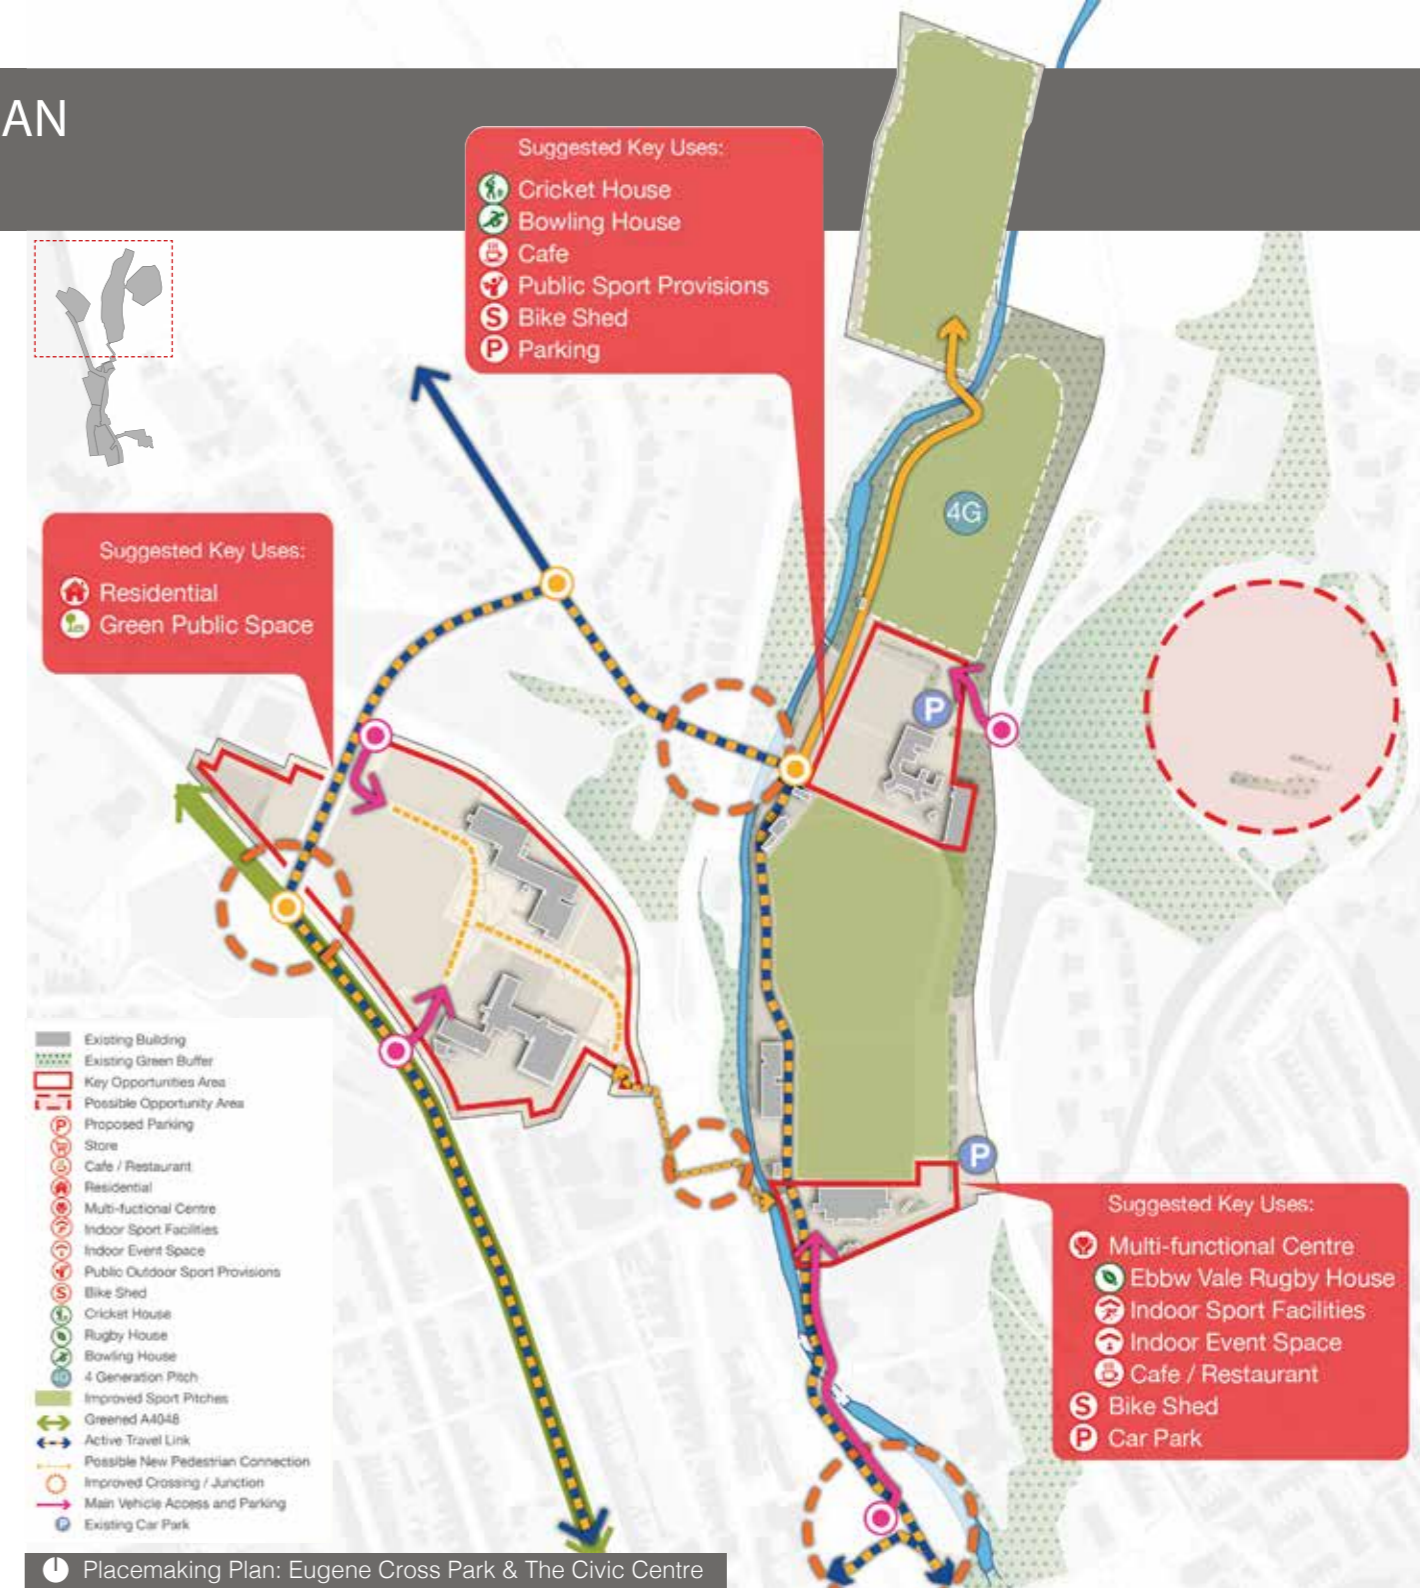 AN
Suggested Key Uses:
Cricket House
Bowling House
Cafe
Public Sport Provisions
S Bike Shed
P Parking
4G
Suggested Key Uses:
Residential
Green Public Space
P
P
Suggested Key Uses:
Multi-functional Centre
Ebbw Vale Rugby House
Indoor Sport Facilities
Indoor Event Space
Cafe / Restaurant
S Bike Shed
P Car Park
Existing Building
Existing Green Buffer
Key Opportunities Area
Possible Opportunity Area
P Proposed Parking
Store
Cafe / Restaurant
Residential
Multi-fuctional Centre
Indoor Sport Facilities
Indoor Event Space
Public Outdoor Sport Provisions
S Bike Shed
Cricket House
Rugby House
Bowling House
4G 4 Generation Pitch
Improved Sport Pitches
Greened A4048
Active Travel Link
Possible New Pedestrian Connection
Improved Crossing / Junction
Main Vehicle Access and Parking
P Existing Car Park
Placemaking Plan: Eugene Cross Park & The Civic Centre